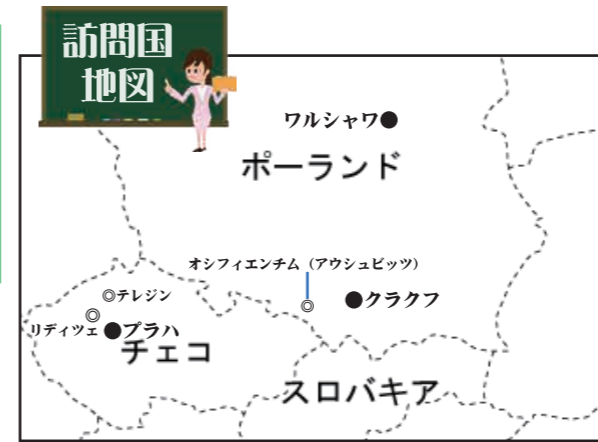 訪問国
地図
ワルシャワ●
ポーランド
オシフィエンチム（アウシュビッツ）
◎
●クラクフ
◎テレジン
◎
リディツェ ●プラハ
チェコ
スロバキア